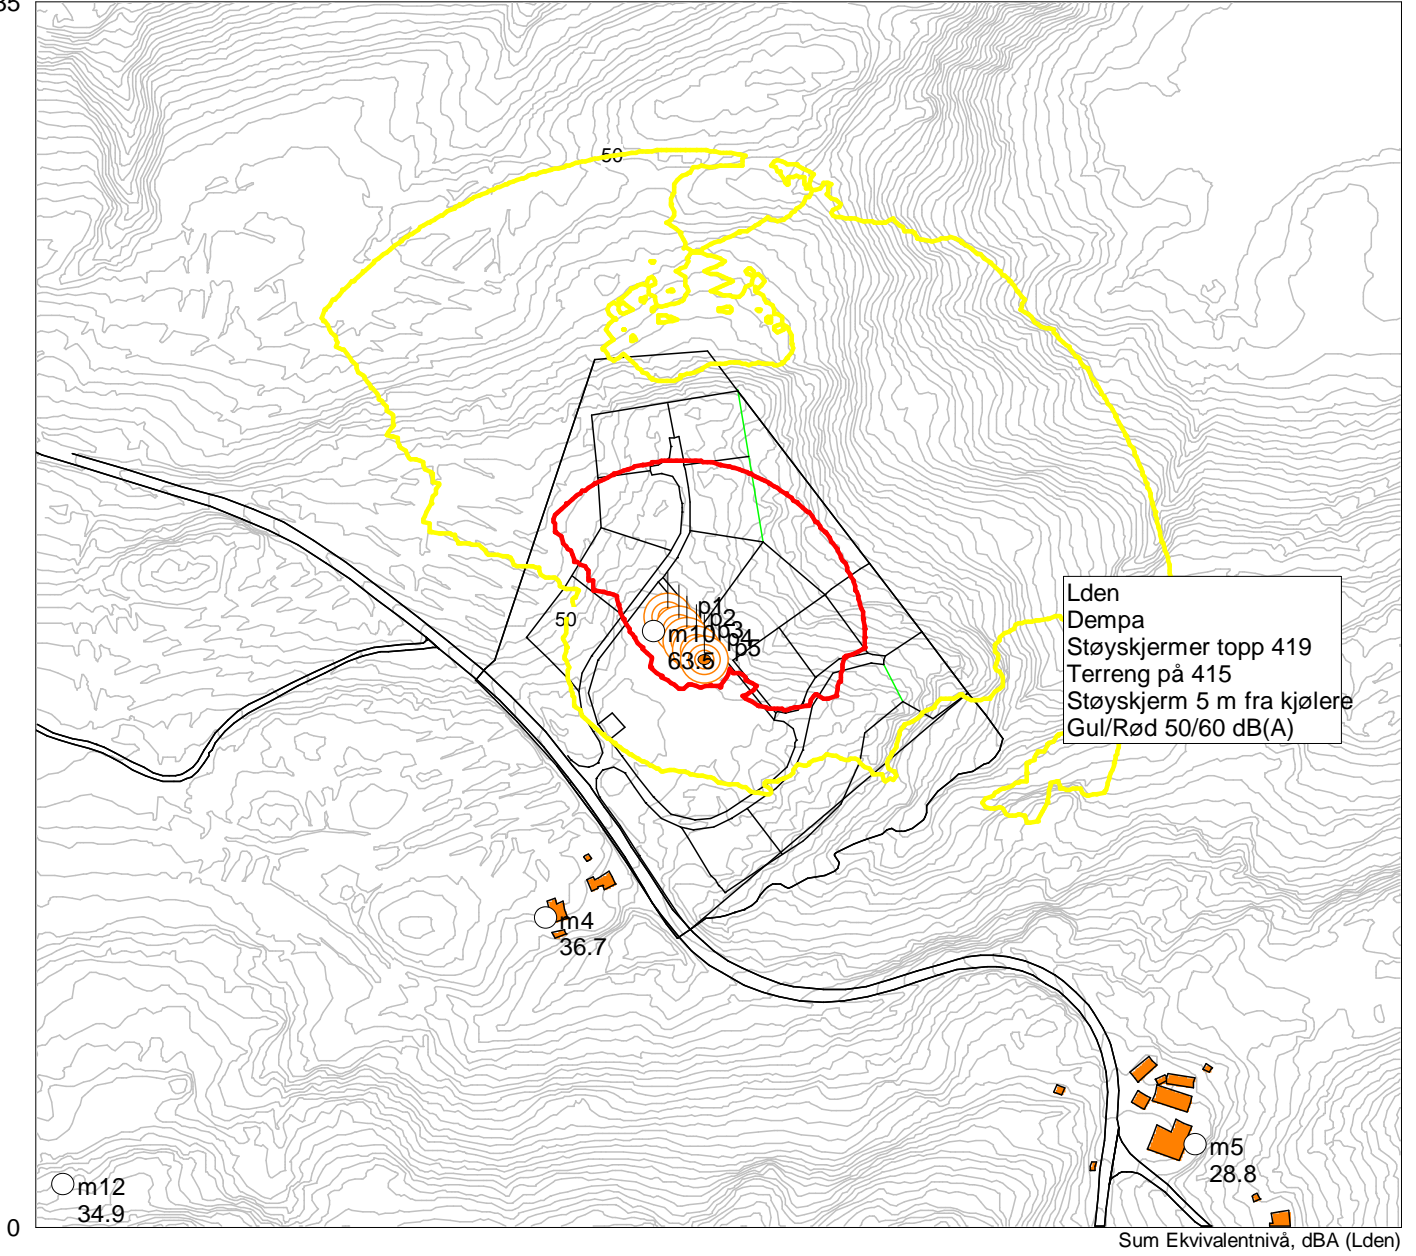 35
50
50
p1
p2
p3
p4
p5
m10
63.5
Lden
Dempa
Støyskjermer topp 419
Terreng på 415
Støyskjerm 5 m fra kjølere
Gul/Rød 50/60 dB(A)
m4
36.7
m5
28.8
m12
34.9
0
Sum Ekvivalentnivå, dBA (Lden)